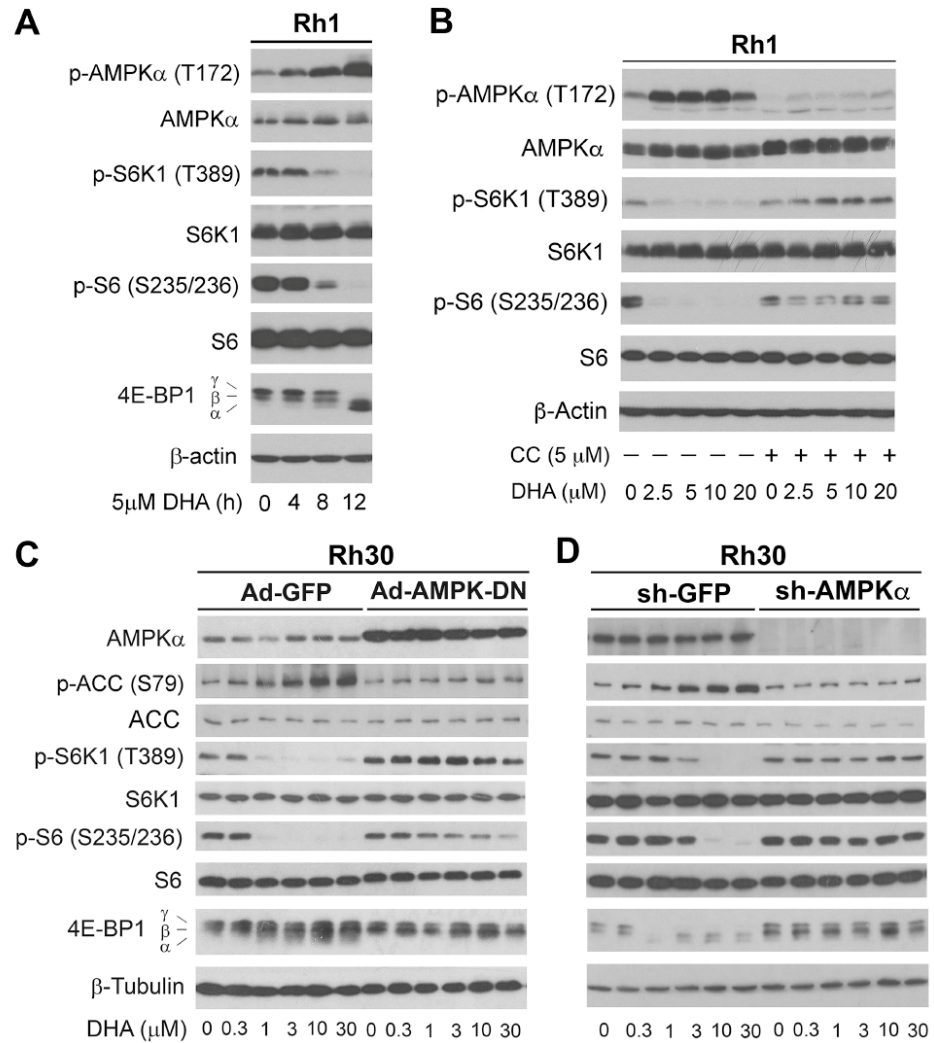 A
Rh1
p-AMPKα (T172)
AMPKα
p-S6K1 (T389)
S6K1
p-S6 (S235/236)
S6
4E-BP1 γ β α
β-actin
5μM DHA (h) 0 4 8 12
B
Rh1
p-AMPKα (T172)
AMPKα
p-S6K1 (T389)
S6K1
p-S6 (S235/236)
S6
β-Actin
CC (5 μM) − − − − − + + + + +
DHA (μM) 0 2.5 5 10 20 0 2.5 5 10 20
C
Rh30
Ad-GFP Ad-AMPK-DN
AMPKα
p-ACC (S79)
ACC
p-S6K1 (T389)
S6K1
p-S6 (S235/236)
S6
4E-BP1 γ β α
β-Tubulin
DHA (μM) 0 0.3 1 3 10 30 0 0.3 1 3 10 30
D
Rh30
sh-GFP sh-AMPKα
0 0.3 1 3 10 30 0 0.3 1 3 10 30